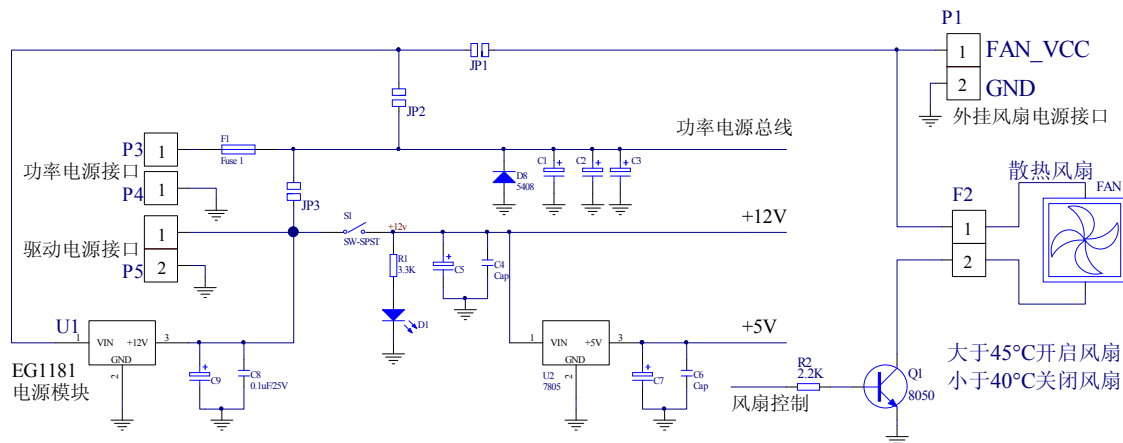 P1
1 FAN_VCC
2 GND
外挂风扇电源接口
JP1
JP2
功率电源总线
P3 1
F1
Fuse 1
功率电源接口
P4 1
JP3
D8
5408
C1 + C2 + C3 +
散热风扇
FAN
F2
1
2
驱动电源接口
1
P5 2
S1
SW-SPST
+12v
+12V
R1
3.3K
C5 +
C4
Cap
D1
U1
1 VIN +12V 3
GND
2
EG1181
电源模块
C9 +
C8
0.1uF/25V
1 VIN +5V 3
GND
U2 2
7805
+5V
C7 +
C6
Cap
R2
2.2K
风扇控制
Q1
8050
大于45°C开启风扇
小于40°C关闭风扇